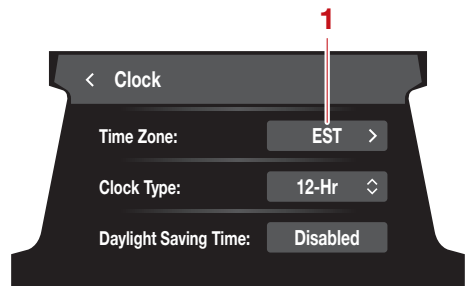 1
< Clock
Time Zone: EST >
Clock Type: 12-Hr
Daylight Saving Time: Disabled